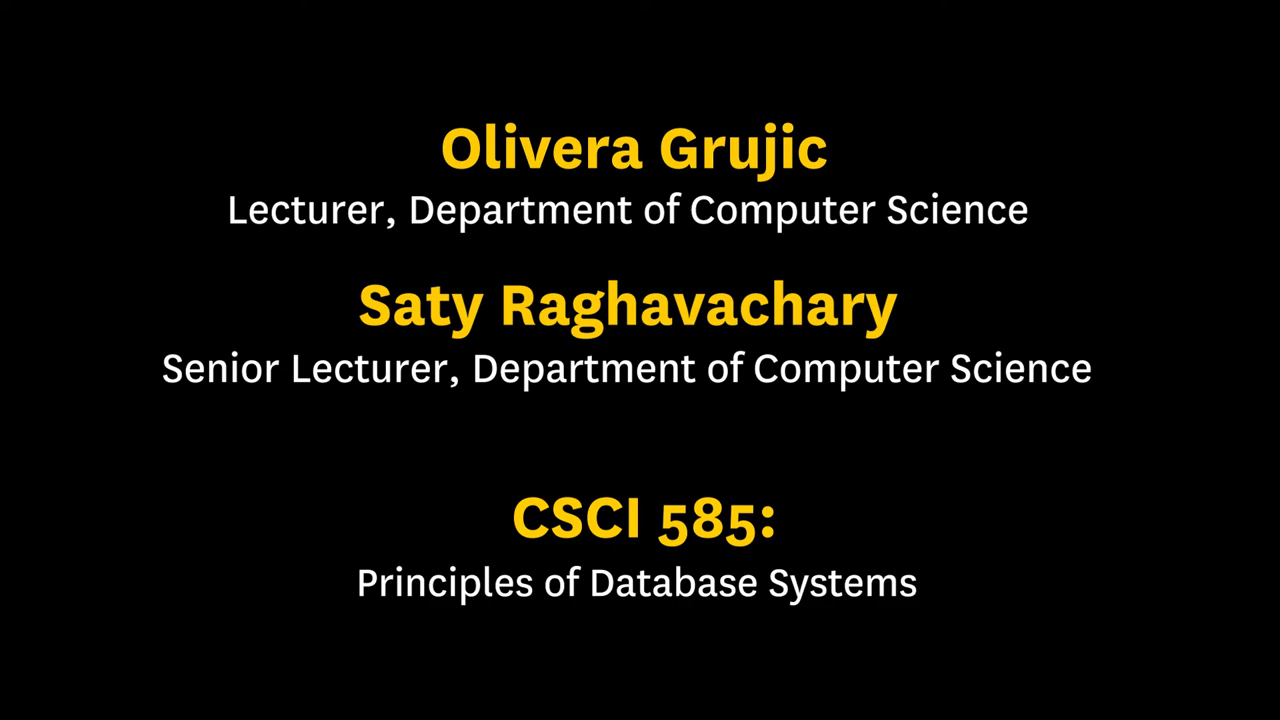 Olivera Grujic
Lecturer, Department of Computer Science
Saty Raghavachary
Senior Lecturer, Department of Computer Science
CSCI 585:
Principles of Database Systems